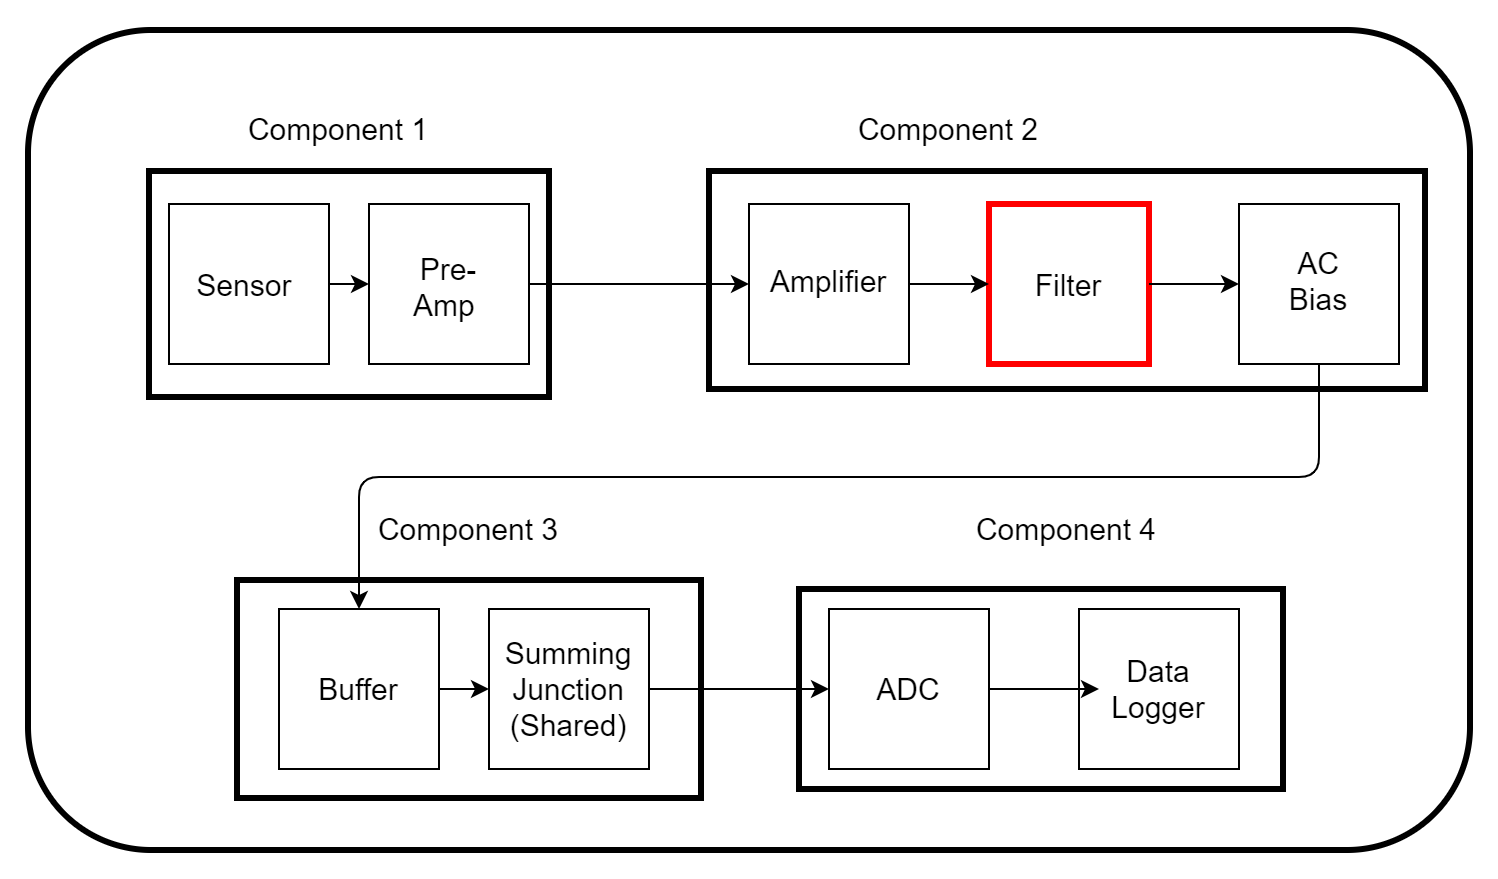 Component 1
Component 2
Sensor
Pre-
Amp
Amplifier
Filter
AC
Bias
Component 3
Component 4
Buffer
Summing
Junction
(Shared)
ADC
Data
Logger